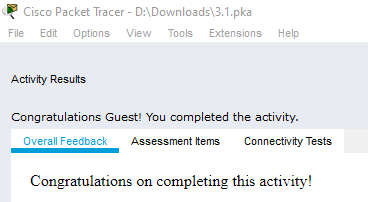 Cisco Packet Tracer - D:\Downloads\3.1.pka
File Edit Options View Tools Extensions Help
Activity Results
Congratulations Guest! You completed the activity.
Overall Feedback Assessment Items Connectivity Tests
Congratulations on completing this activity!